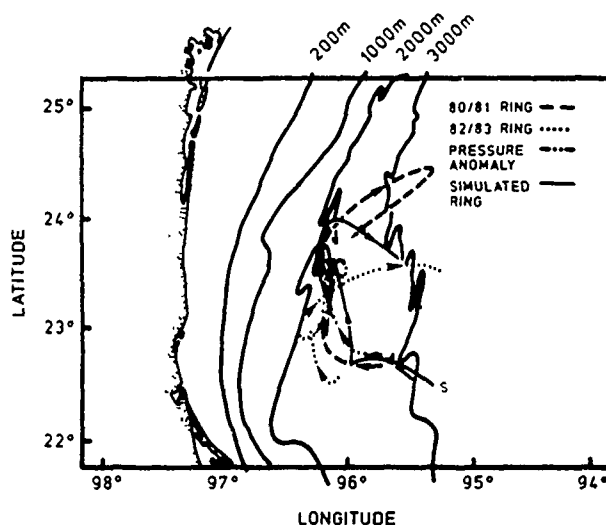 200m
1000m
2000m
3000m
25°
24°
23°
22°
LATITUDE
80/81 RING
82/83 RING
PRESSURE
ANOMALY
SIMULATED
RING
S
98°
97°
96°
95°
94°
LONGITUDE